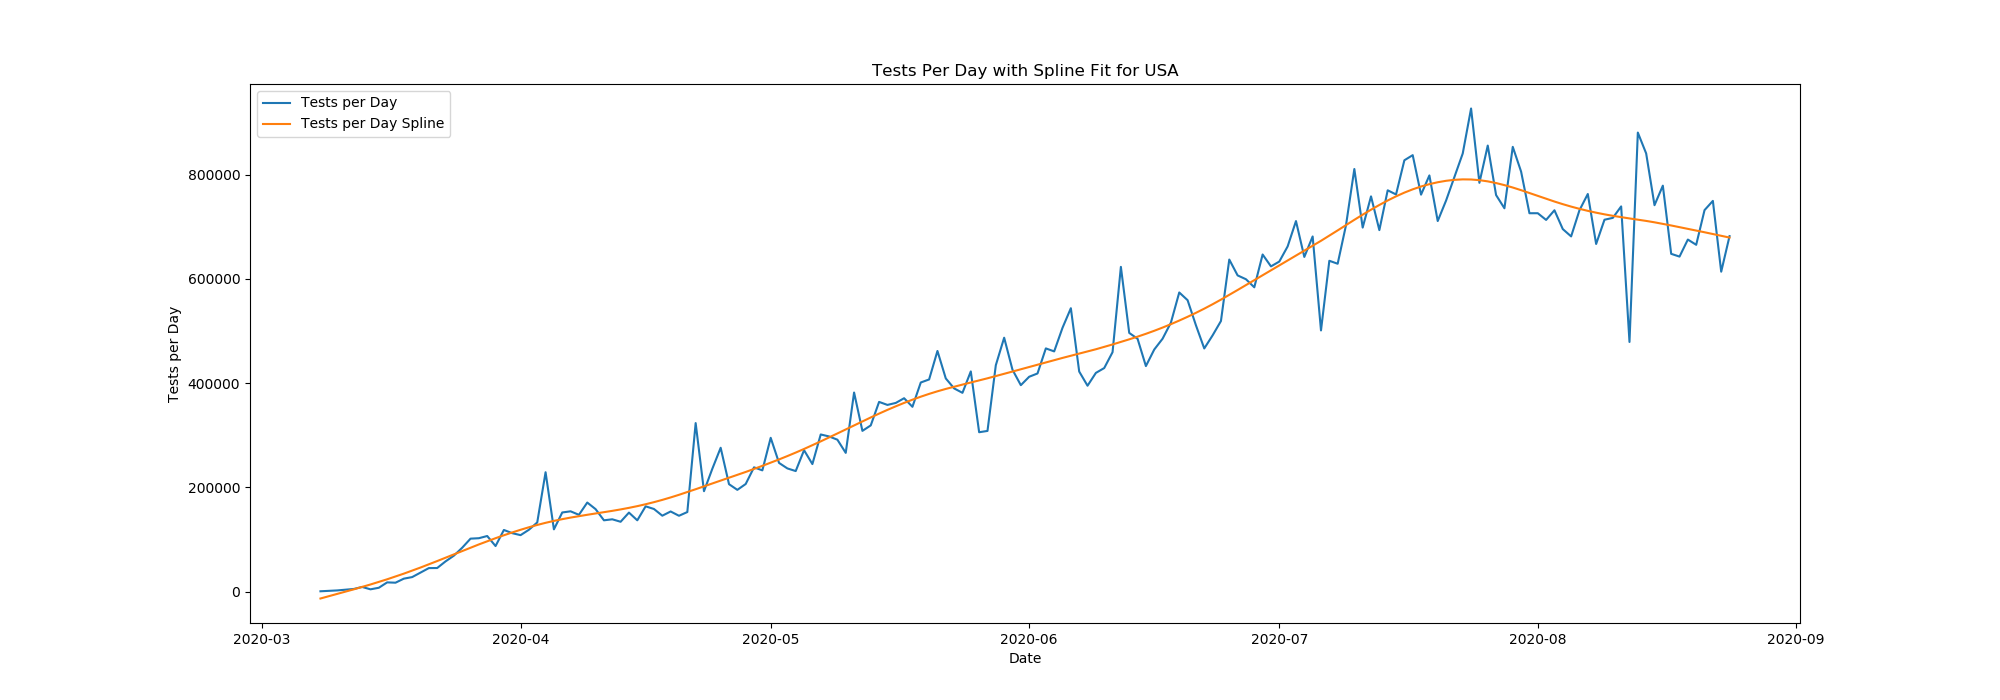 Tests Per Day with Spline Fit for USA
Tests per Day
Tests per Day Spline
800000
600000
400000
200000
0
Tests per Day
2020-03 2020-04 2020-05 2020-06 2020-07 2020-08 2020-09
Date